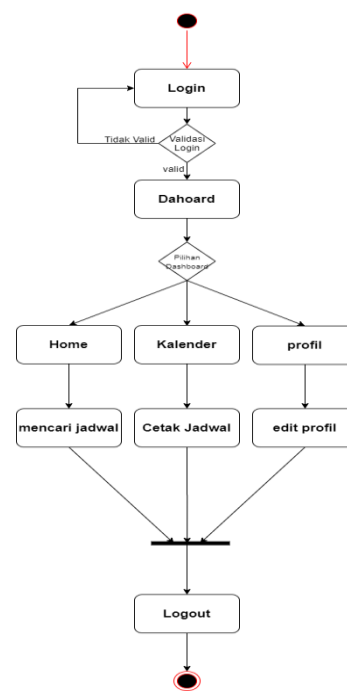 Login
Tidak Valid
Validasi
Login
valid
Dahoard
Pilihan
Dashboard
Home
Kalender
profil
mencari jadwal
Cetak Jadwal
edit profil
Logout